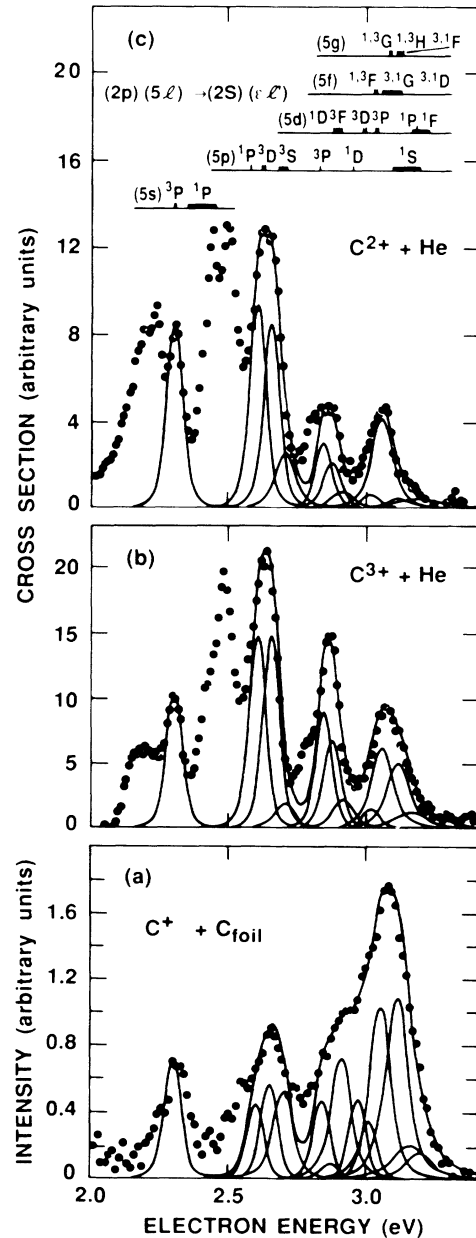 (c)
(5g) 1,3G 1,3H 3,1F
(5f) 1,3F 3,1G 3,1D
(2p) (5ℓ) → (2S) (εℓ')
(5d) 1D 3F 3D 3P 1P 1F
(5p) 1P 3D 3S 3P 1D 1S
(5s) 3P 1P
21
17
13
8
4
0
C2+ + He
CROSS SECTION (arbitrary units)
(b)
C3+ + He
20
15
10
5
0
(a)
C+ + Cfoil
1.6
1.2
0.8
0.4
0
INTENSITY (arbitrary units)
2.0 2.5 3.0
ELECTRON ENERGY (eV)